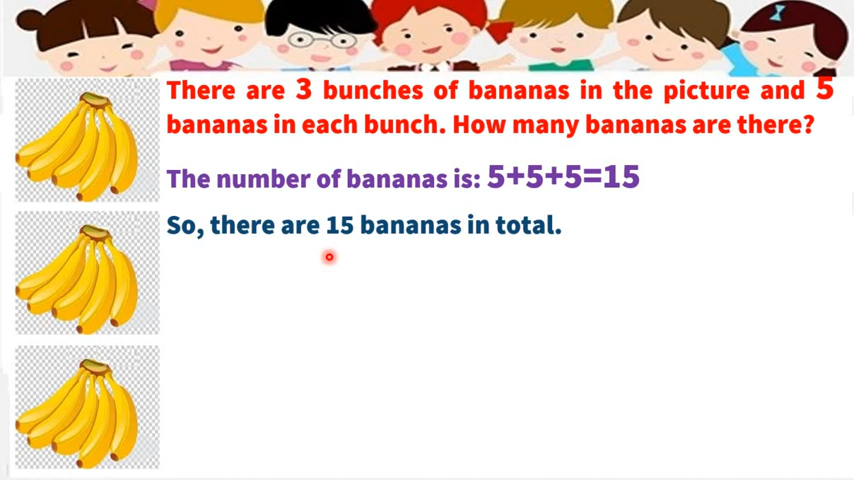 There are 3 bunches of bananas in the picture and 5
bananas in each bunch. How many bananas are there?
The number of bananas is: 5+5+5=15
So, there are 15 bananas in total.